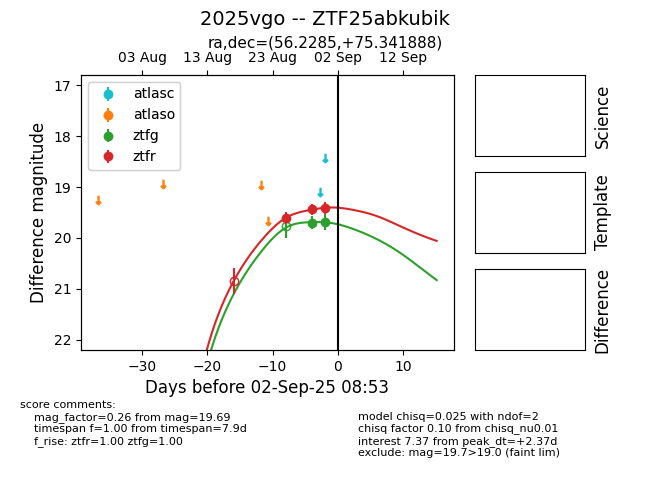 2025vgo -- ZTF25abkubik
ra,dec=(56.2285,+75.341888)
03 Aug 13 Aug 23 Aug 02 Sep 12 Sep
atlasc
atlaso
ztfg
ztfr
17
18
19
20
21
22
Difference magnitude
−30 −20 −10 0 10
Days before 02-Sep-25 08:53
Science
Template
Difference
score comments:
mag_factor=0.26 from mag=19.69
timespan f=1.00 from timespan=7.9d
f_rise: ztfr=1.00 ztfg=1.00
model chisq=0.025 with ndof=2
chisq factor 0.10 from chisq_nu0.01
interest 7.37 from peak_dt=+2.37d
exclude: mag=19.7>19.0 (faint lim)